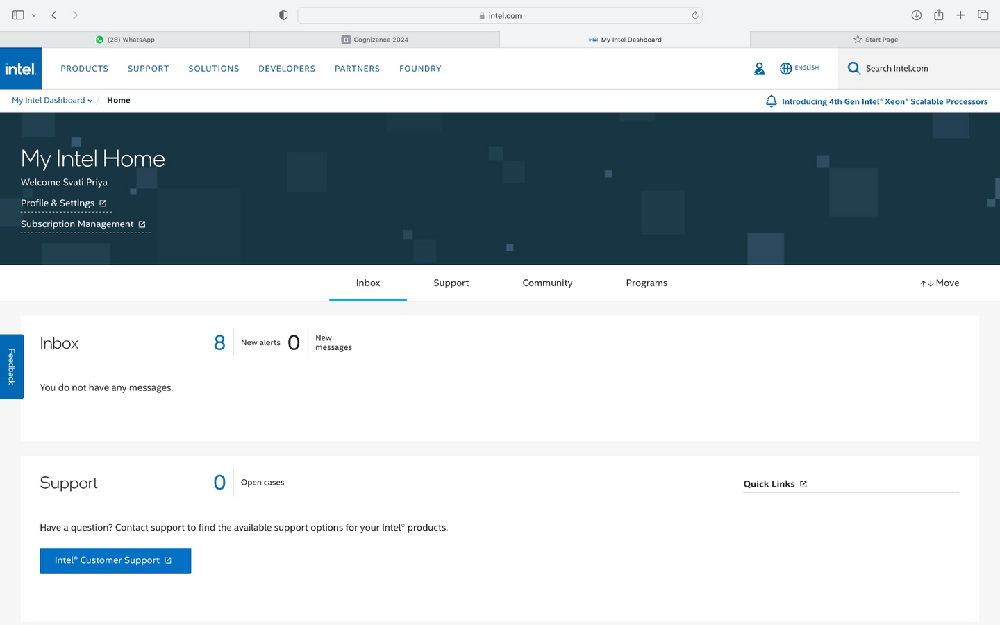 intel.com
(28) WhatsApp
C Cognizance 2024
intel My Intel Dashboard
Start Page
intel.
PRODUCTS SUPPORT SOLUTIONS DEVELOPERS PARTNERS FOUNDRY
ENGLISH
Search Intel.com
My Intel Dashboard / Home
Introducing 4th Gen Intel® Xeon® Scalable Processors
My Intel Home
Welcome Svati Priya
Profile & Settings
Subscription Management
Inbox Support Community Programs
↑↓ Move
Feedback
Inbox
8 New alerts
0 New
messages
You do not have any messages.
Support
0 Open cases
Quick Links
Have a question? Contact support to find the available support options for your Intel® products.
Intel® Customer Support